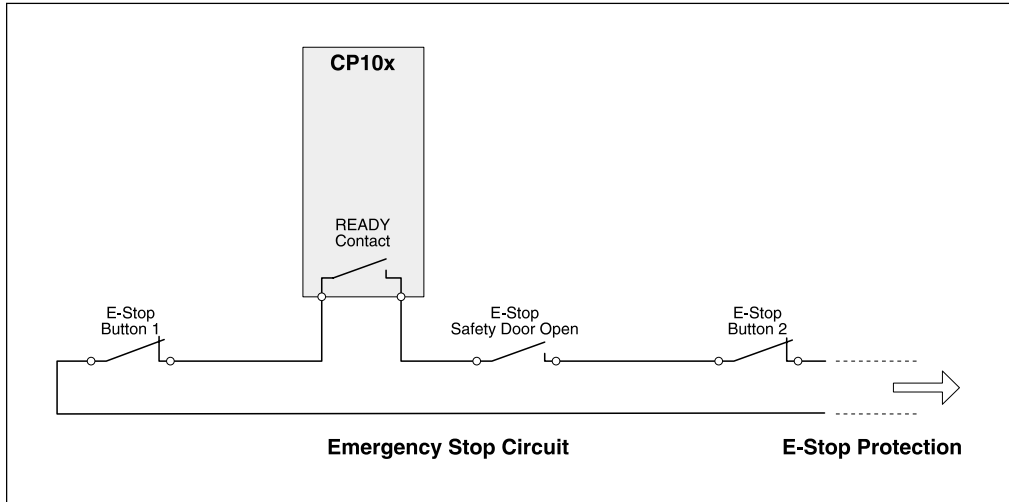 CP10x
READY
Contact
E-Stop
Button 1
E-Stop
Safety Door Open
E-Stop
Button 2
Emergency Stop Circuit
E-Stop Protection